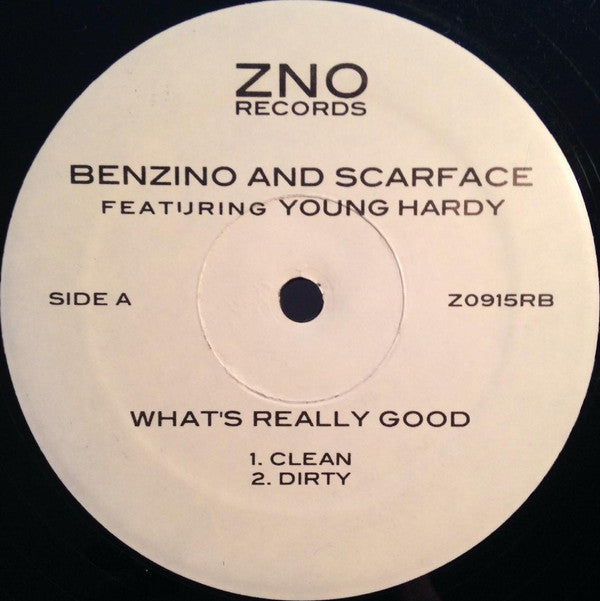 ZNO
RECORDS
BENZINO AND SCARFACE
FEATURING YOUNG HARDY
SIDE A
Z0915RB
WHAT'S REALLY GOOD
1. CLEAN
2. DIRTY